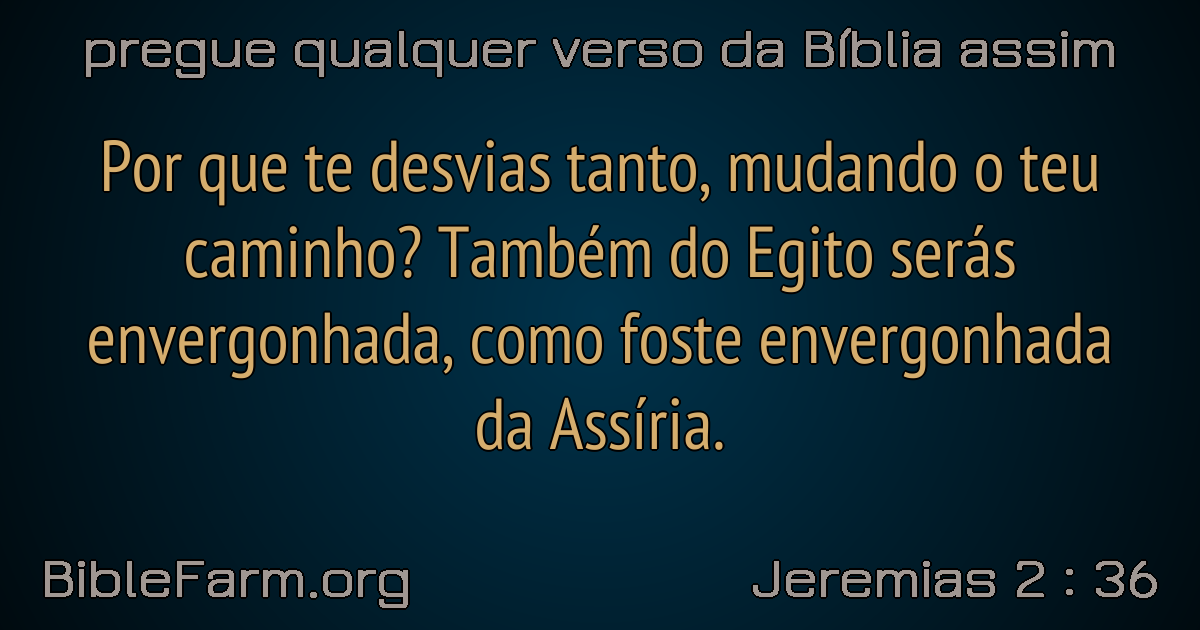 pregue qualquer verso da Bíblia assim
Por que te desvias tanto, mudando o teu
caminho? Também do Egito serás
envergonhada, como foste envergonhada
da Assíria.
BibleFarm.org
Jeremias 2 : 36